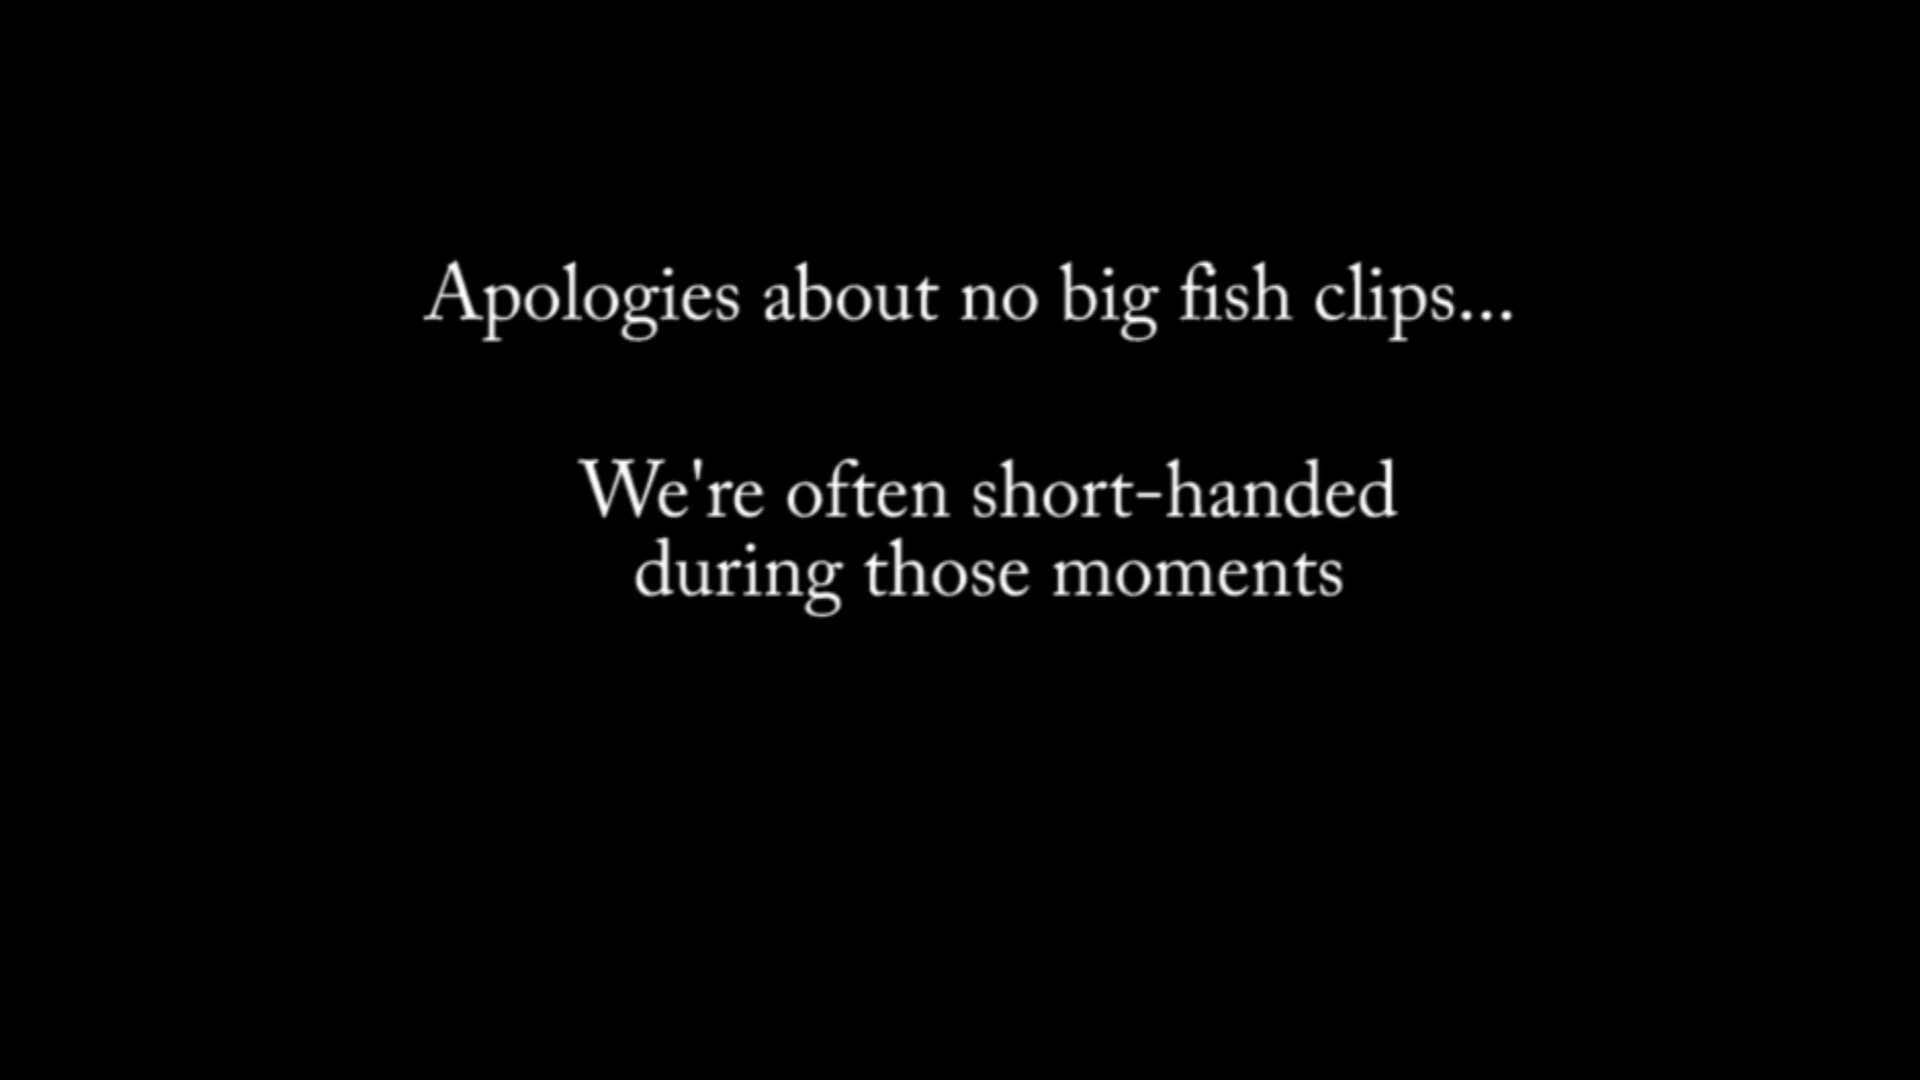 Apologies about no big fish clips...
We're often short-handed
during those moments